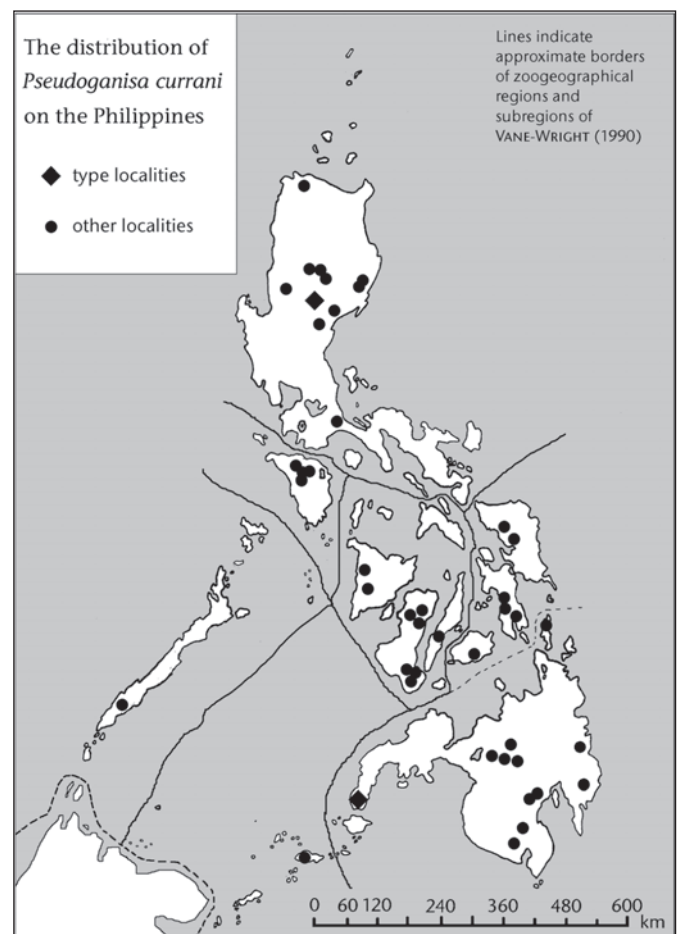 The distribution of
Pseudoganisa currani
on the Philippines
type localities
other localities
Lines indicate
approximate borders
of zoogeographical
regions and
subregions of
VANE-WRIGHT (1990)
0 60 120 240 360 480 600
km